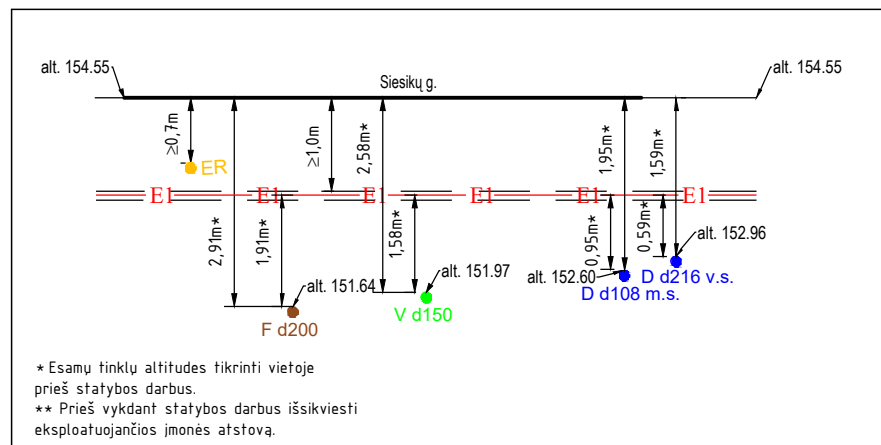 alt. 154.55
Siesikų g.
alt. 154.55
≥0,7m
≥1,0m
2,58m*
1,95m*
1,59m*
ER
E1 E1 E1 E1 E1 E1
2,91m*
1,91m*
1,58m*
0,95m*
0,59m*
alt. 152.96
alt. 151.64
alt. 151.97
alt. 152.60
D d216 v.s.
D d108 m.s.
V d150
F d200
* Esamų tinklų altitudes tikrinti vietoje
prieš statybos darbus.
** Prieš vykdant statybos darbus išsikviesti
eksploatuojančios įmonės atstovą.